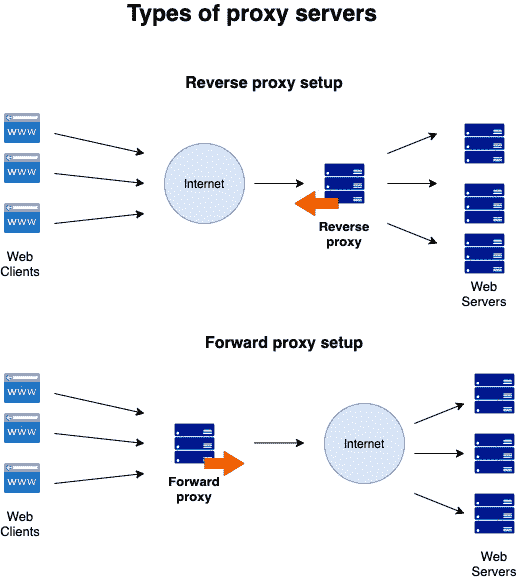 Types of proxy servers
Reverse proxy setup
WWW
WWW
WWW
Web
Clients
Internet
Reverse
proxy
Web
Servers
Forward proxy setup
WWW
WWW
WWW
Web
Clients
Forward
proxy
Internet
Web
Servers